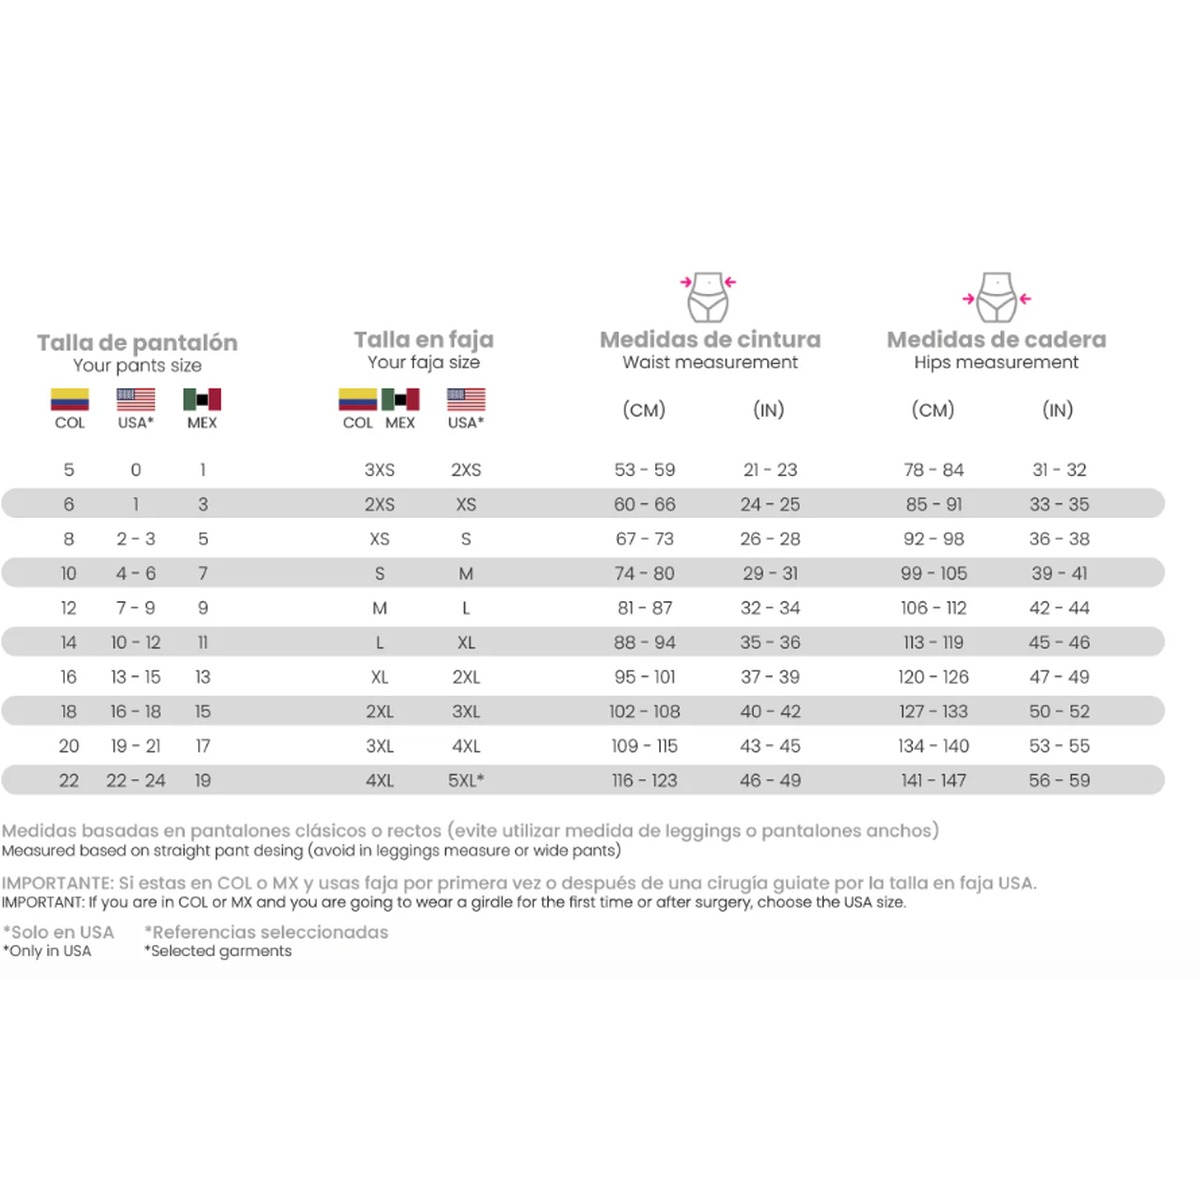 Talla de pantalón Talla en faja Medidas de cintura Medidas de cadera
Your pants size Your faja size Waist measurement Hips measurement
COL USA* MEX COL MEX USA* (CM) (IN) (CM) (IN)
5 0 1 3XS 2XS 53 - 59 21 - 23 78 - 84 31 - 32
6 1 3 2XS XS 60 - 66 24 - 25 85 - 91 33 - 35
8 2 - 3 5 XS S 67 - 73 26 - 28 92 - 98 36 - 38
10 4 - 6 7 S M 74 - 80 29 - 31 99 - 105 39 - 41
12 7 - 9 9 M L 81 - 87 32 - 34 106 - 112 42 - 44
14 10 - 12 11 L XL 88 - 94 35 - 36 113 - 119 45 - 46
16 13 - 15 13 XL 2XL 95 - 101 37 - 39 120 - 126 47 - 49
18 16 - 18 15 2XL 3XL 102 - 108 40 - 42 127 - 133 50 - 52
20 19 - 21 17 3XL 4XL 109 - 115 43 - 45 134 - 140 53 - 55
22 22 - 24 19 4XL 5XL* 116 - 123 46 - 49 141 - 147 56 - 59
Medidas basadas en pantalones clásicos o rectos (evite utilizar medida de leggings o pantalones anchos)
Measured based on straight pant desing (avoid in leggings measure or wide pants)
IMPORTANTE: Si estas en COL o MX y usas faja por primera vez o después de una cirugía guiate por la talla en faja USA.
IMPORTANT: If you are in COL or MX and you are going to wear a girdle for the first time or after surgery, choose the USA size.
*Solo en USA *Referencias seleccionadas
*Only in USA *Selected garments